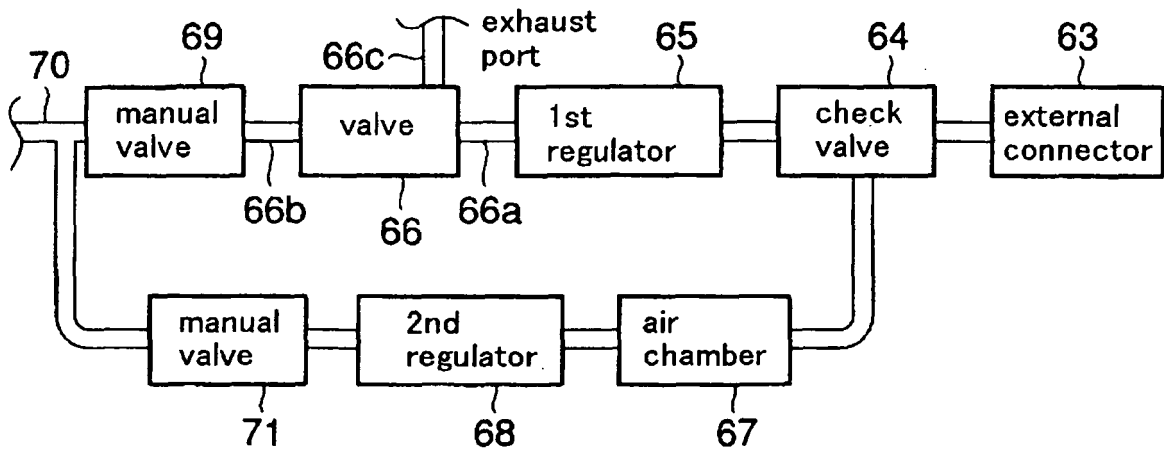 exhaust
port
66c
70
69
65
64
63
manual
valve
valve
1st
regulator
check
valve
external
connector
66b
66
66a
manual
valve
2nd
regulator
air
chamber
71
68
67